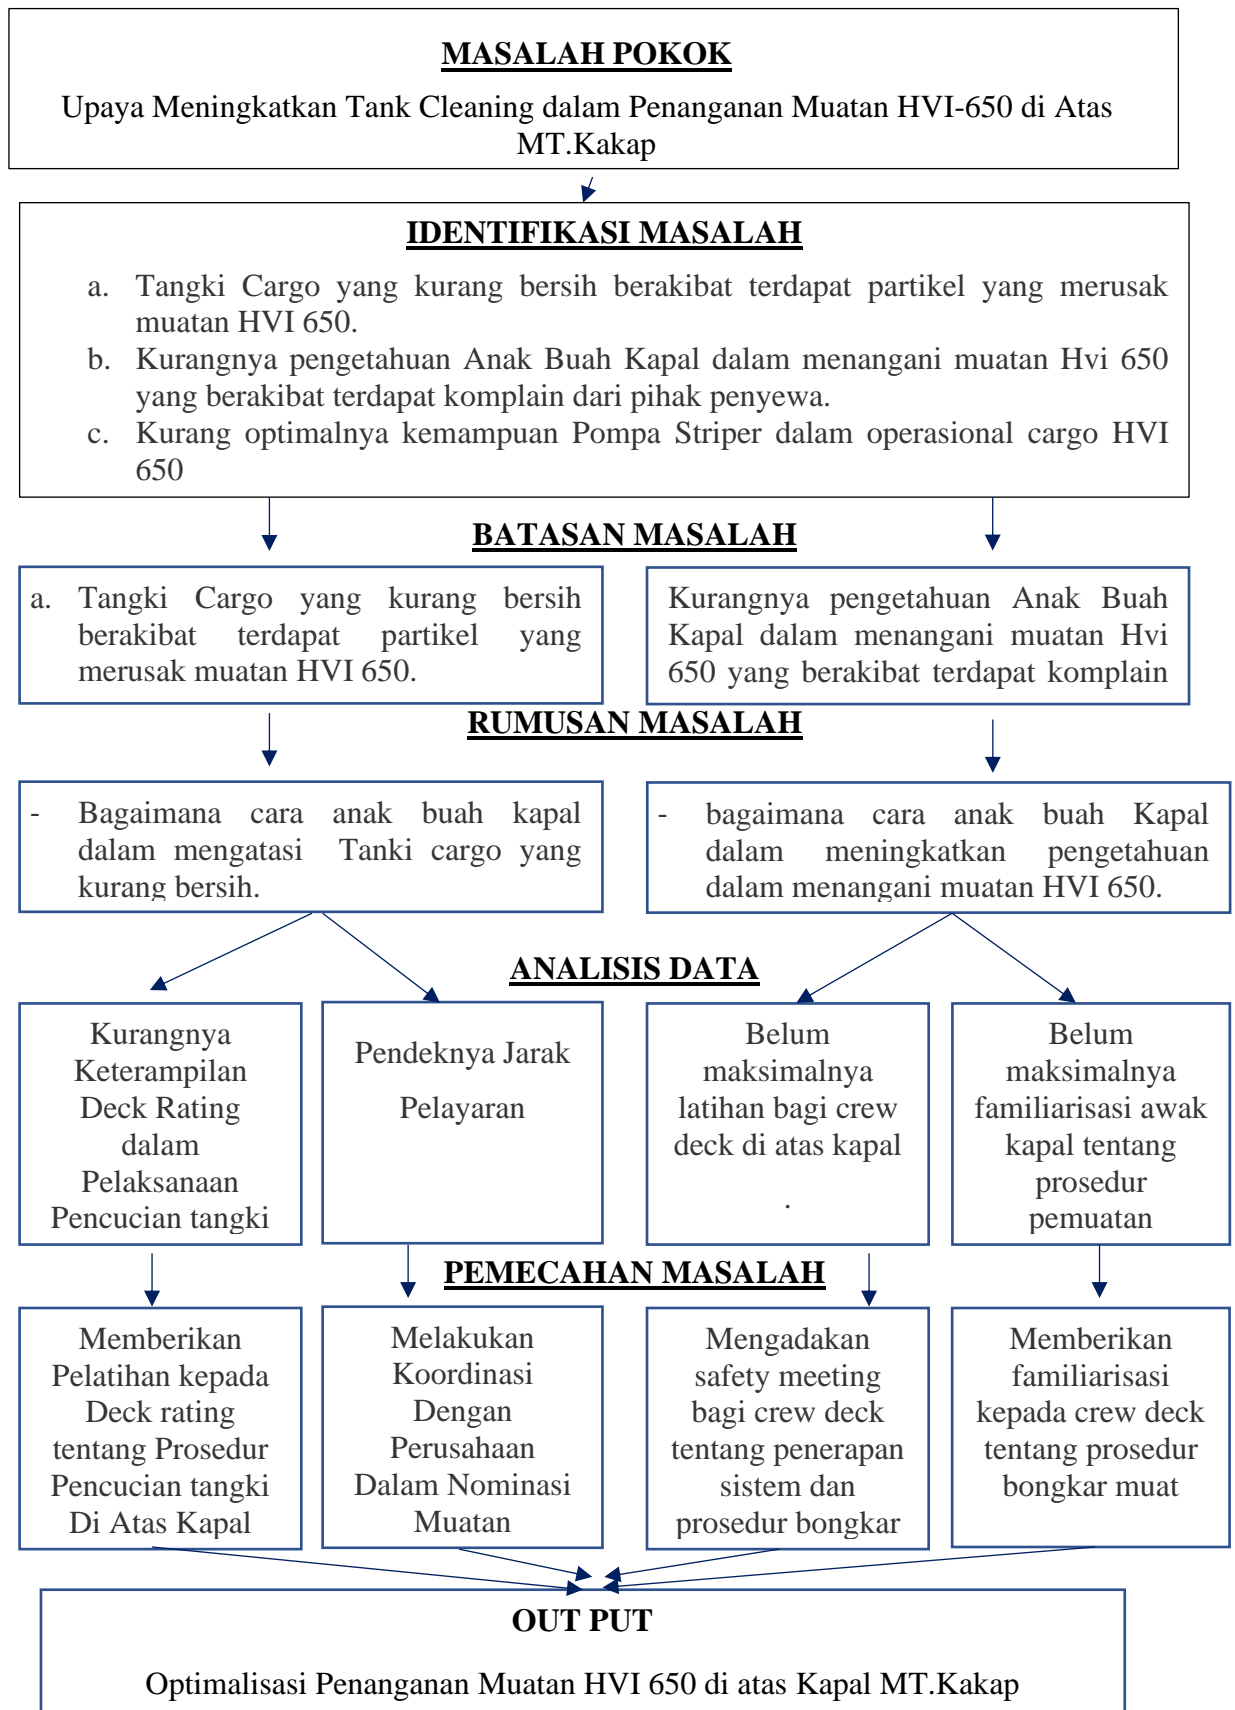 MASALAH POKOK
Upaya Meningkatkan Tank Cleaning dalam Penanganan Muatan HVI-650 di Atas
MT.Kakap
IDENTIFIKASI MASALAH
a. Tangki Cargo yang kurang bersih berakibat terdapat partikel yang merusak
muatan HVI 650.
b. Kurangnya pengetahuan Anak Buah Kapal dalam menangani muatan Hvi 650
yang berakibat terdapat komplain dari pihak penyewa.
c. Kurang optimalnya kemampuan Pompa Striper dalam operasional cargo HVI
650
BATASAN MASALAH
a. Tangki Cargo yang kurang bersih
berakibat terdapat partikel yang
merusak muatan HVI 650.
Kurangnya pengetahuan Anak Buah
Kapal dalam menangani muatan Hvi
650 yang berakibat terdapat komplain
RUMUSAN MASALAH
- Bagaimana cara anak buah kapal
dalam mengatasi Tanki cargo yang
kurang bersih.
- bagaimana cara anak buah Kapal
dalam meningkatkan pengetahuan
dalam menangani muatan HVI 650.
ANALISIS DATA
Kurangnya
Keterampilan
Deck Rating
dalam
Pelaksanaan
Pencucian tangki
Pendeknya Jarak
Pelayaran
Belum
maksimalnya
latihan bagi crew
deck di atas kapal
.
Belum
maksimalnya
familiarisasi awak
kapal tentang
prosedur
pemuatan
PEMECAHAN MASALAH
Memberikan
Pelatihan kepada
Deck rating
tentang Prosedur
Pencucian tangki
Di Atas Kapal
Melakukan
Koordinasi
Dengan
Perusahaan
Dalam Nominasi
Muatan
Mengadakan
safety meeting
bagi crew deck
tentang penerapan
sistem dan
prosedur bongkar
Memberikan
familiarisasi
kepada crew deck
tentang prosedur
bongkar muat
OUT PUT
Optimalisasi Penanganan Muatan HVI 650 di atas Kapal MT.Kakap